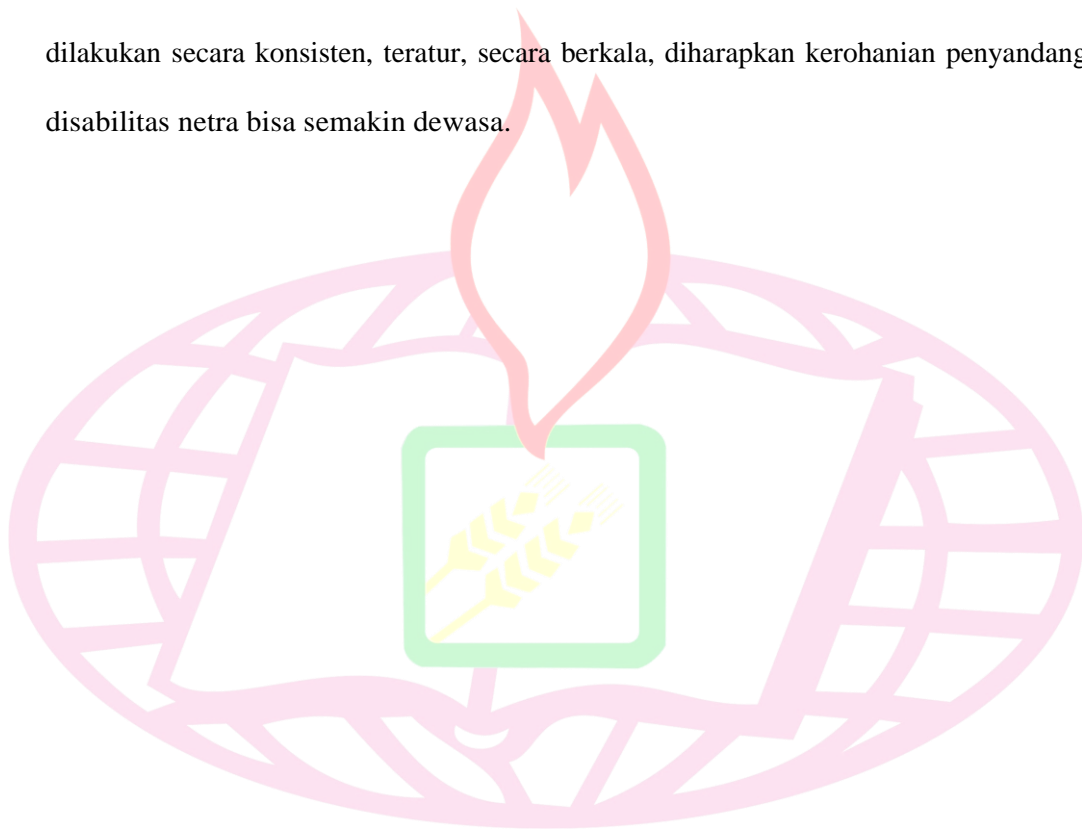 dilakukan secara konsisten, teratur, secara berkala, diharapkan kerohanian penyandang
disabilitas netra bisa semakin dewasa.